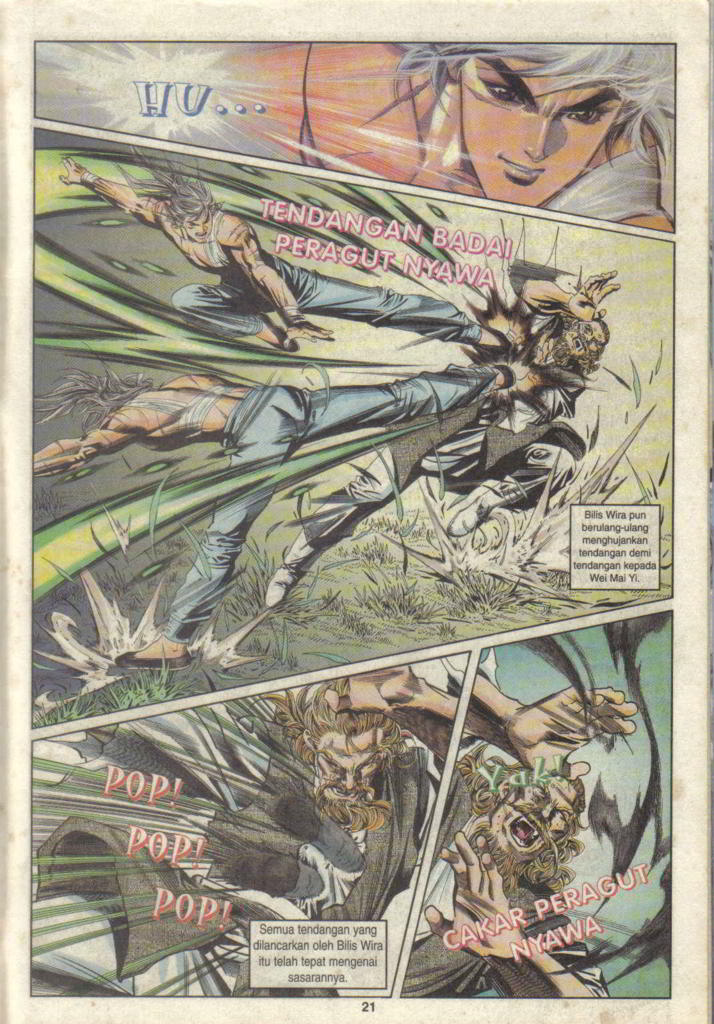 HU...
TENDANGAN BADAI
PERAGUT NYAWA
Bilis Wira pun
berulang-ulang
menghujankan
tendangan demi
tendangan kepada
Wei Mai Yi.
POP!
POP!
POP!
Semua tendangan yang
dilancarkan oleh Bilis Wira
itu telah tepat mengenai
sasarannya.
Yak!
CAKAR PERAGUT
NYAWA
21